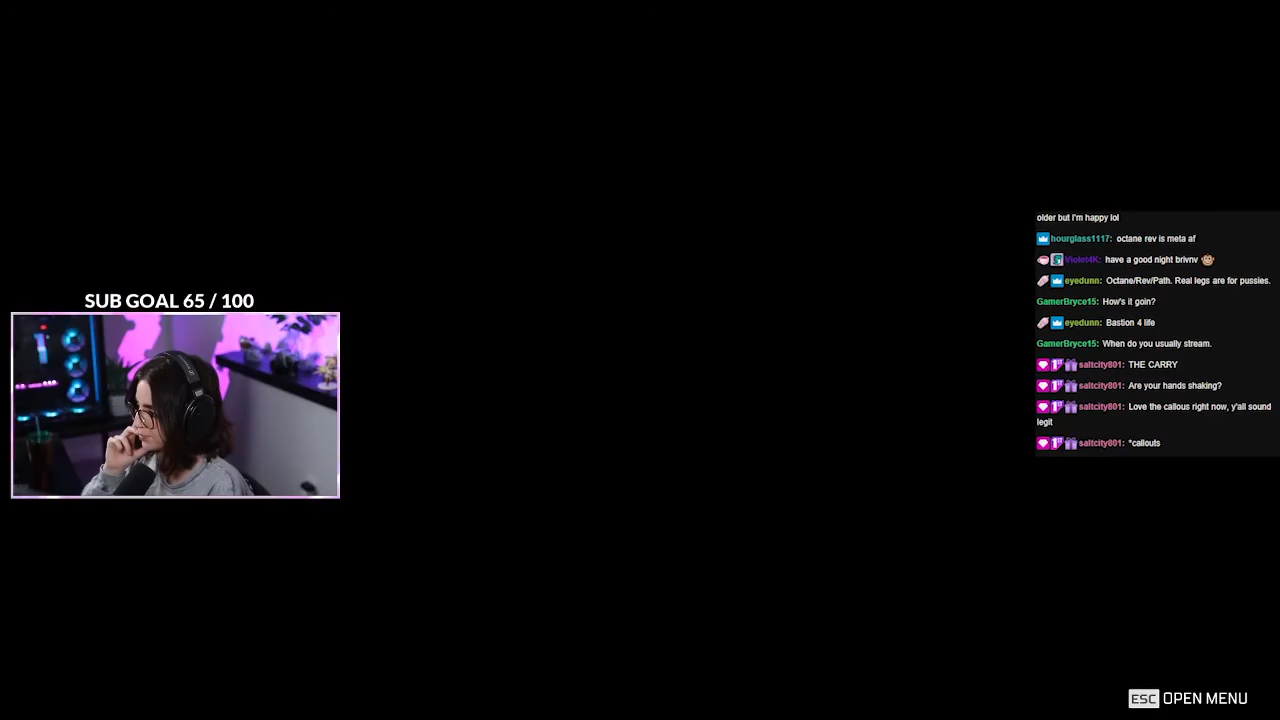 older but I'm happy lol
hourglass1117: octane rev is meta af
Violet4K: have a good night brivnv
eyedunn: Octane/Rev/Path. Real legs are for pussies.
GamerBryce15: How's it goin?
SUB GOAL 65 / 100
eyedunn: Bastion 4 life
GamerBryce15: When do you usually stream.
saltcity801: THE CARRY
saltcity801: Are your hands shaking?
saltcity801: Love the callous right now, y'all sound
legit
saltcity801: *callouts
ESC OPEN MENU